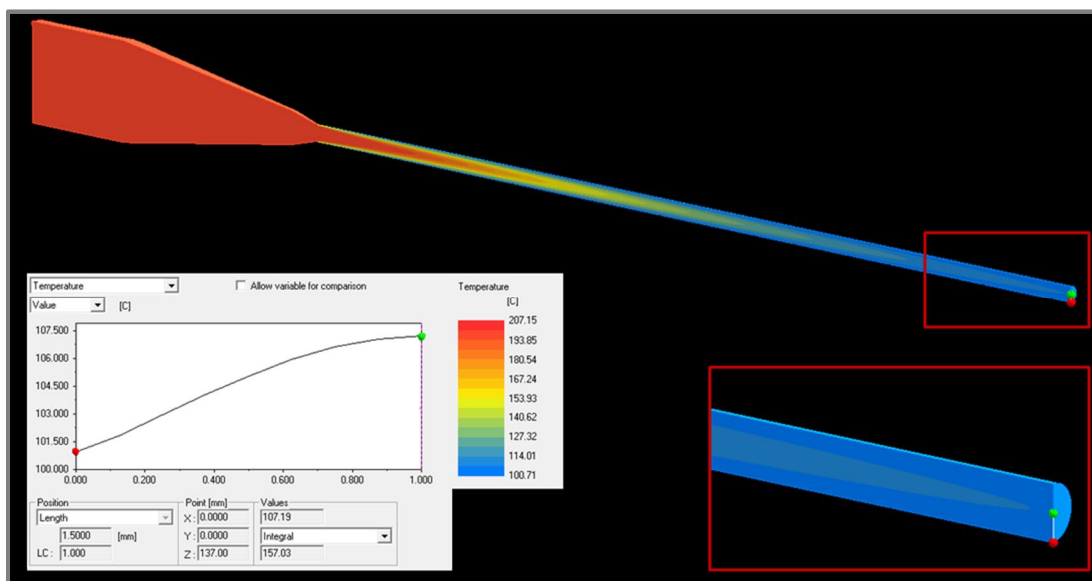 Temperature
Allow variable for comparison
Value
[C]
107.500
106.000
104.500
103.000
101.500
100.000
0.000 0.200 0.400 0.600 0.800 1.000
Temperature
[C]
207.15
193.85
180.54
167.24
153.93
140.62
127.32
114.01
100.71
Position
Length
1.5000 [mm]
LC : 1.000
Point [mm]
X : 0.0000
Y : 0.0000
Z : 137.00
Values
107.19
Integral
157.03